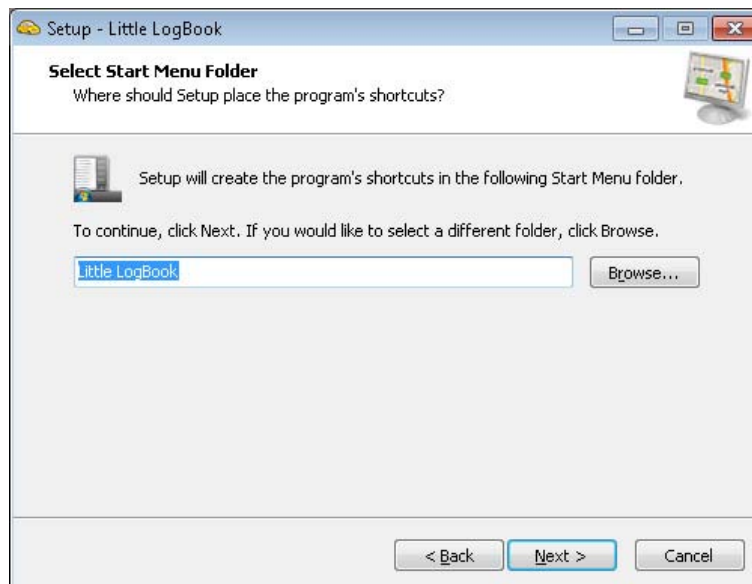 Setup - Little LogBook
Select Start Menu Folder
Where should Setup place the program's shortcuts?
Setup will create the program's shortcuts in the following Start Menu folder.
To continue, click Next. If you would like to select a different folder, click Browse.
Little LogBook
Browse...
< Back
Next >
Cancel